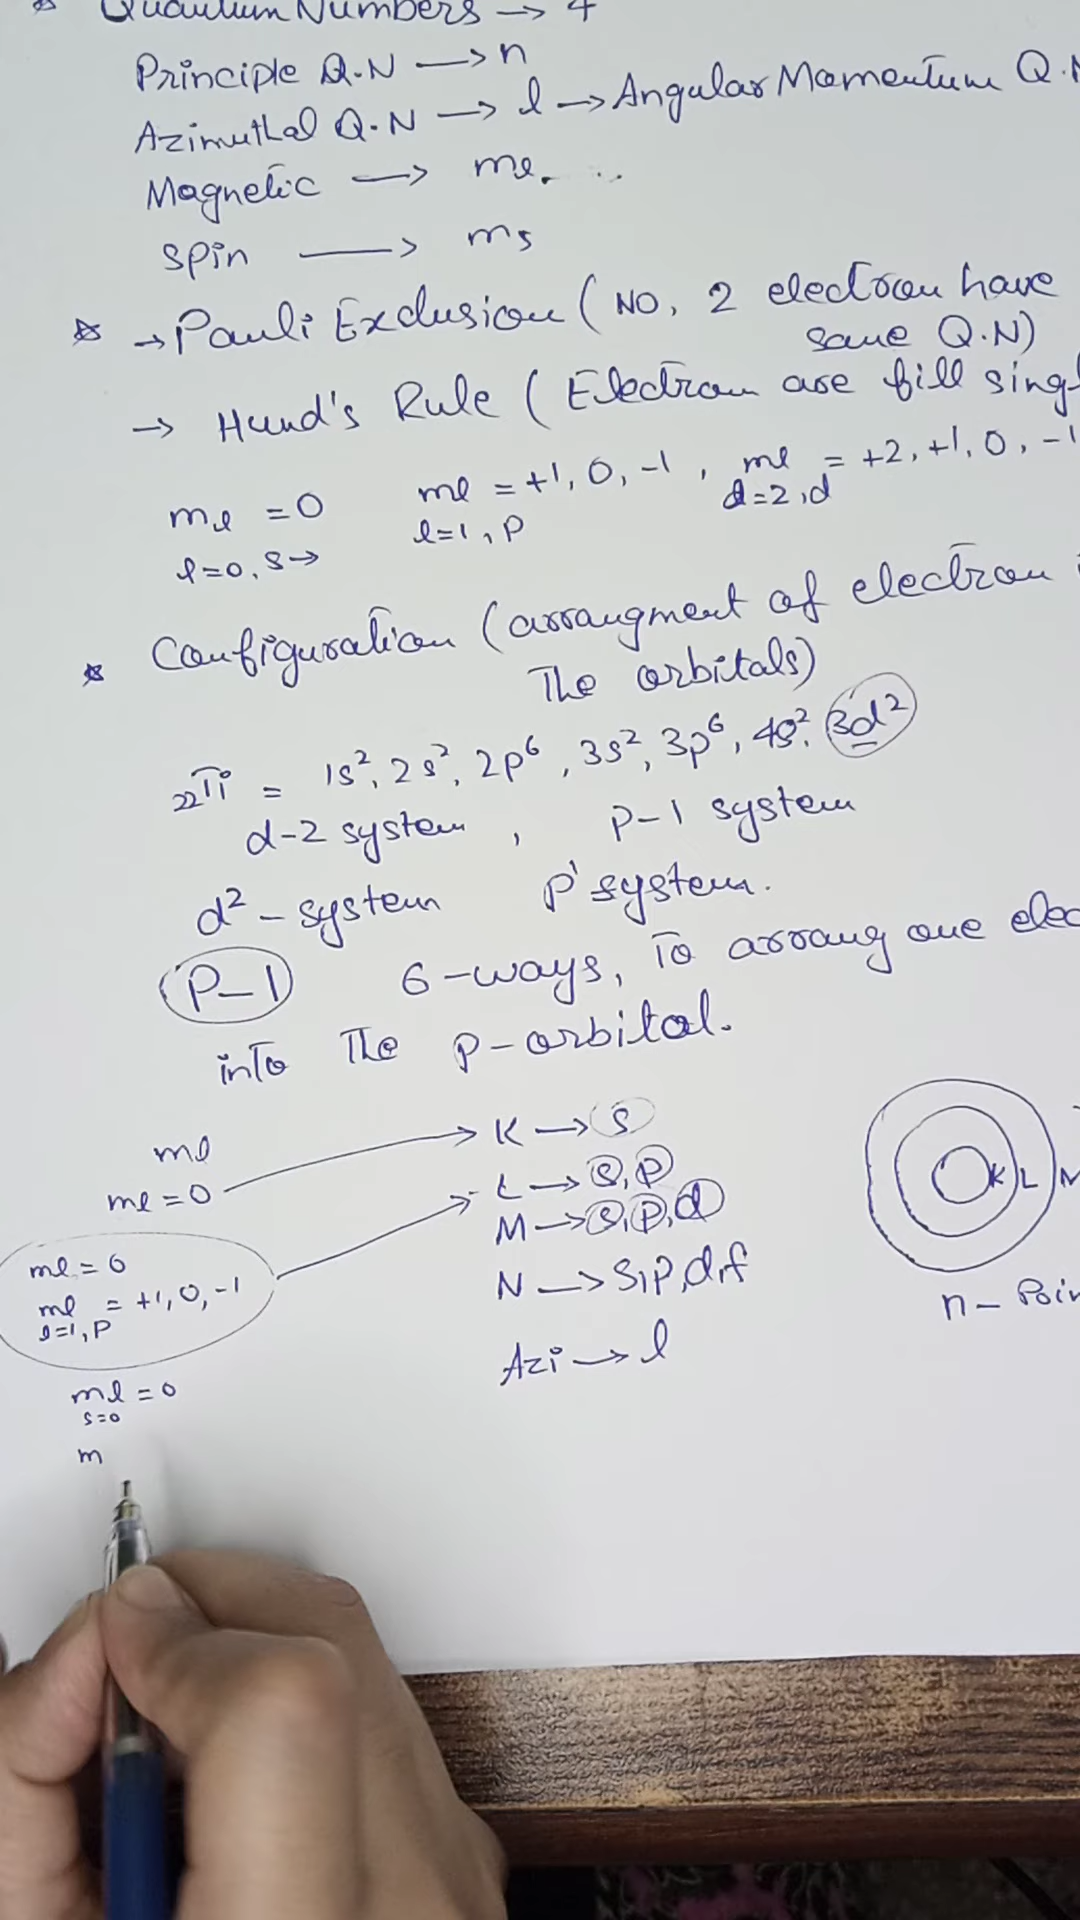 Quantum Numbers → 4
Principle Q.N → n
Azimuthal Q.N → l → Angular Momentum Q.N
Magnetic → ml.
Spin → ms
→ Pauli Exclusion (NO, 2 electron have
same Q.N)
→ Hund's Rule (Electron are fill singl
ml = 0 ml = +1, 0, -1 , ml = +2, +1, 0, -1
l=0, s→ l=1, p d=2, d
Configuration (arrangment of electron
The orbitals)
22Ti = 1s², 2s², 2p⁶, 3s², 3p⁶, 4s², 3d²
d-2 system , p-1 system
d² - system p¹ system.
P-1 6-ways, To arrang one elec
into The p-orbital.
ml K → s
ml = 0 L → s, p
M → s, p, d
ml = 0 N → s, p, d, f
ml = +1, 0, -1
l=1, p
Azi → l
ml = 0
s=0
m
K L M
n - Poin